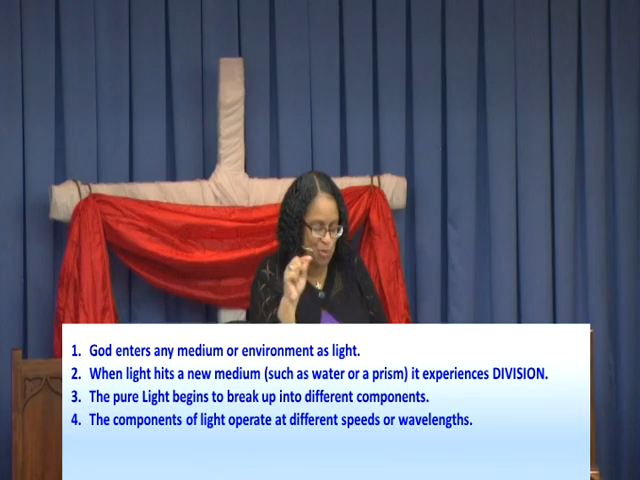 1. God enters any medium or environment as light.
2. When light hits a new medium (such as water or a prism) it experiences DIVISION.
3. The pure Light begins to break up into different components.
4. The components of light operate at different speeds or wavelengths.